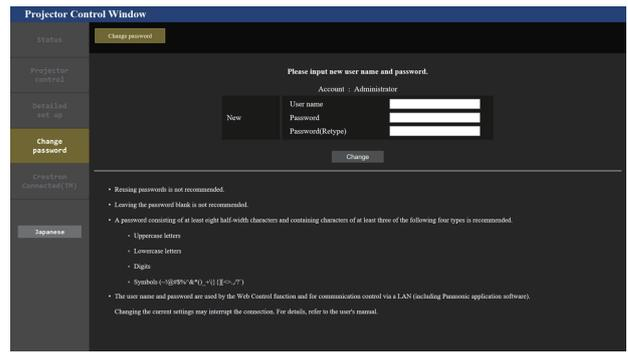 Projector Control Window
Status
Change password
Projector
control
Detailed
set up
Change
password
Crestron
Connected(TM)
Japanese
Please input new user name and password.
Account : Administrator
New
User name
Password
Password(Retype)
Change
• Reusing passwords is not recommended.
• Leaving the password blank is not recommended.
• A password consisting of at least eight half-width characters and containing characters of at least three of the following four types is recommended.
◦ Uppercase letters
◦ Lowercase letters
◦ Digits
◦ Symbols
• The user name and password are used by the Web Control function and for communication control via a LAN (including Panasonic application software).
Changing the current settings may interrupt the connection. For details, refer to the user's manual.